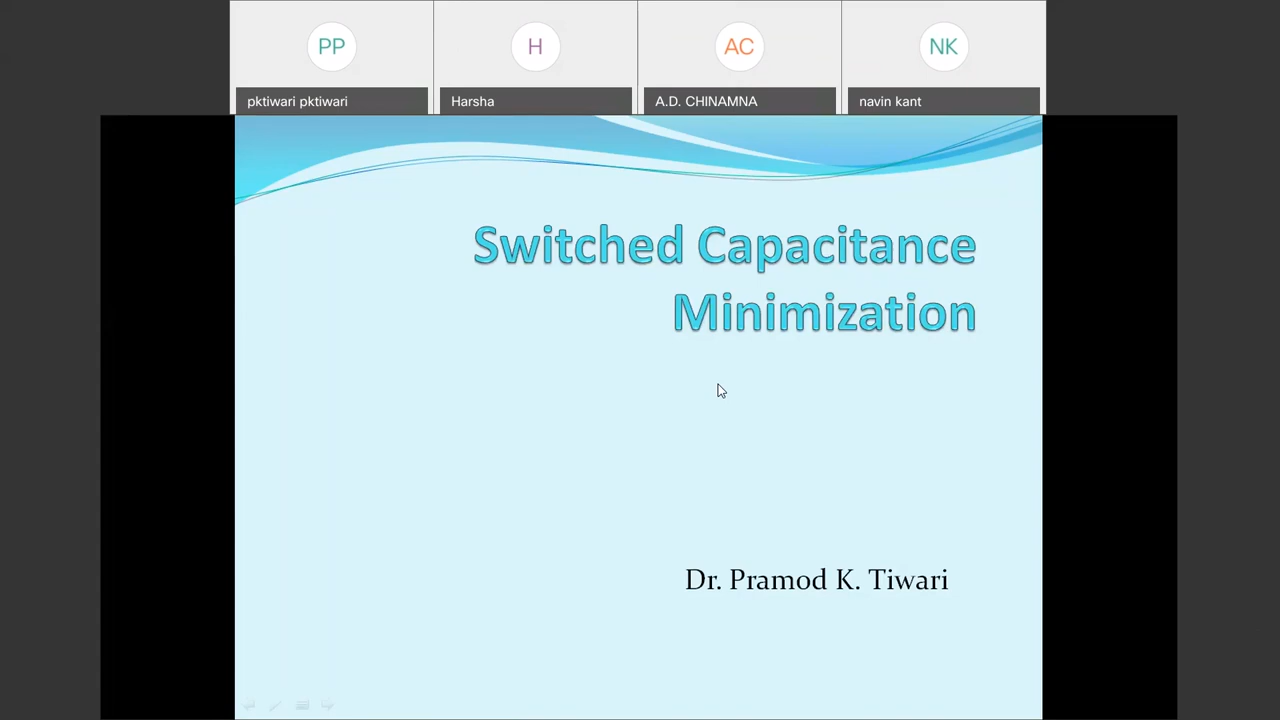 PP
H
AC
NK
pktiwari pktiwari
Harsha
A.D. CHINAMNA
navin kant
Switched Capacitance
Minimization
Dr. Pramod K. Tiwari